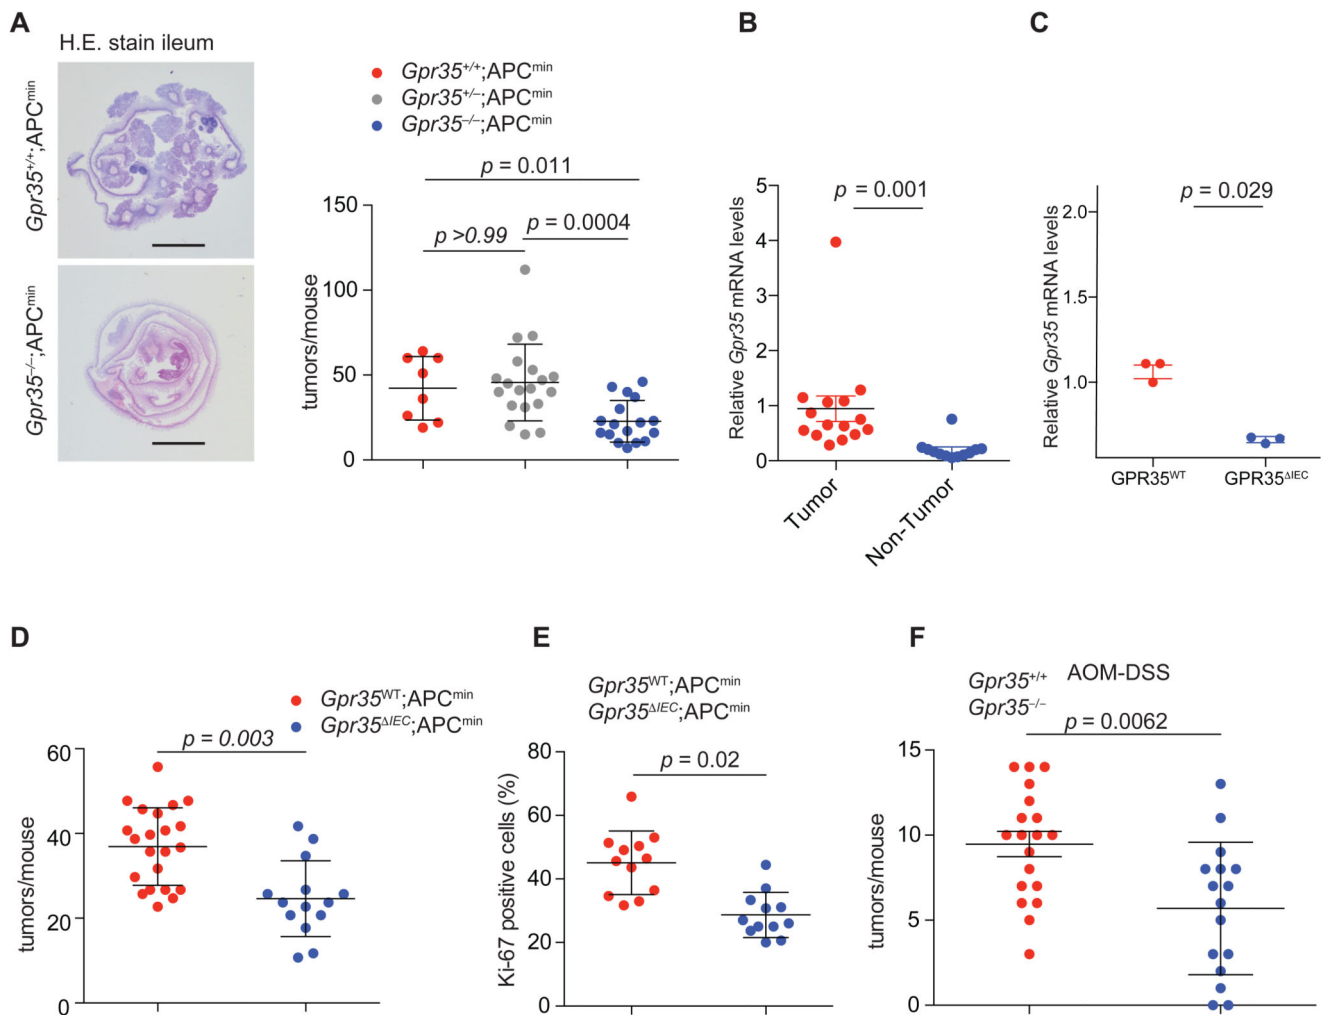 A
H.E. stain ileum
Gpr35+/+;APCmin
Gpr35–/–;APCmin
Gpr35+/+;APCmin
Gpr35+/–;APCmin
Gpr35–/–;APCmin
p = 0.011
p >0.99
p = 0.0004
tumors/mouse
150
100
50
0
B
p = 0.001
Relative Gpr35 mRNA levels
5
4
3
2
1
0
Tumor
Non-Tumor
C
p = 0.029
Relative Gpr35 mRNA levels
2.0
1.5
1.0
GPR35WT
GPR35ΔIEC
D
Gpr35WT;APCmin
Gpr35ΔIEC;APCmin
p = 0.003
tumors/mouse
60
40
20
0
E
Gpr35WT;APCmin
Gpr35ΔIEC;APCmin
p = 0.02
Ki-67 positive cells (%)
80
60
40
20
0
F
Gpr35+/+
Gpr35–/–
AOM-DSS
p = 0.0062
tumors/mouse
15
10
5
0